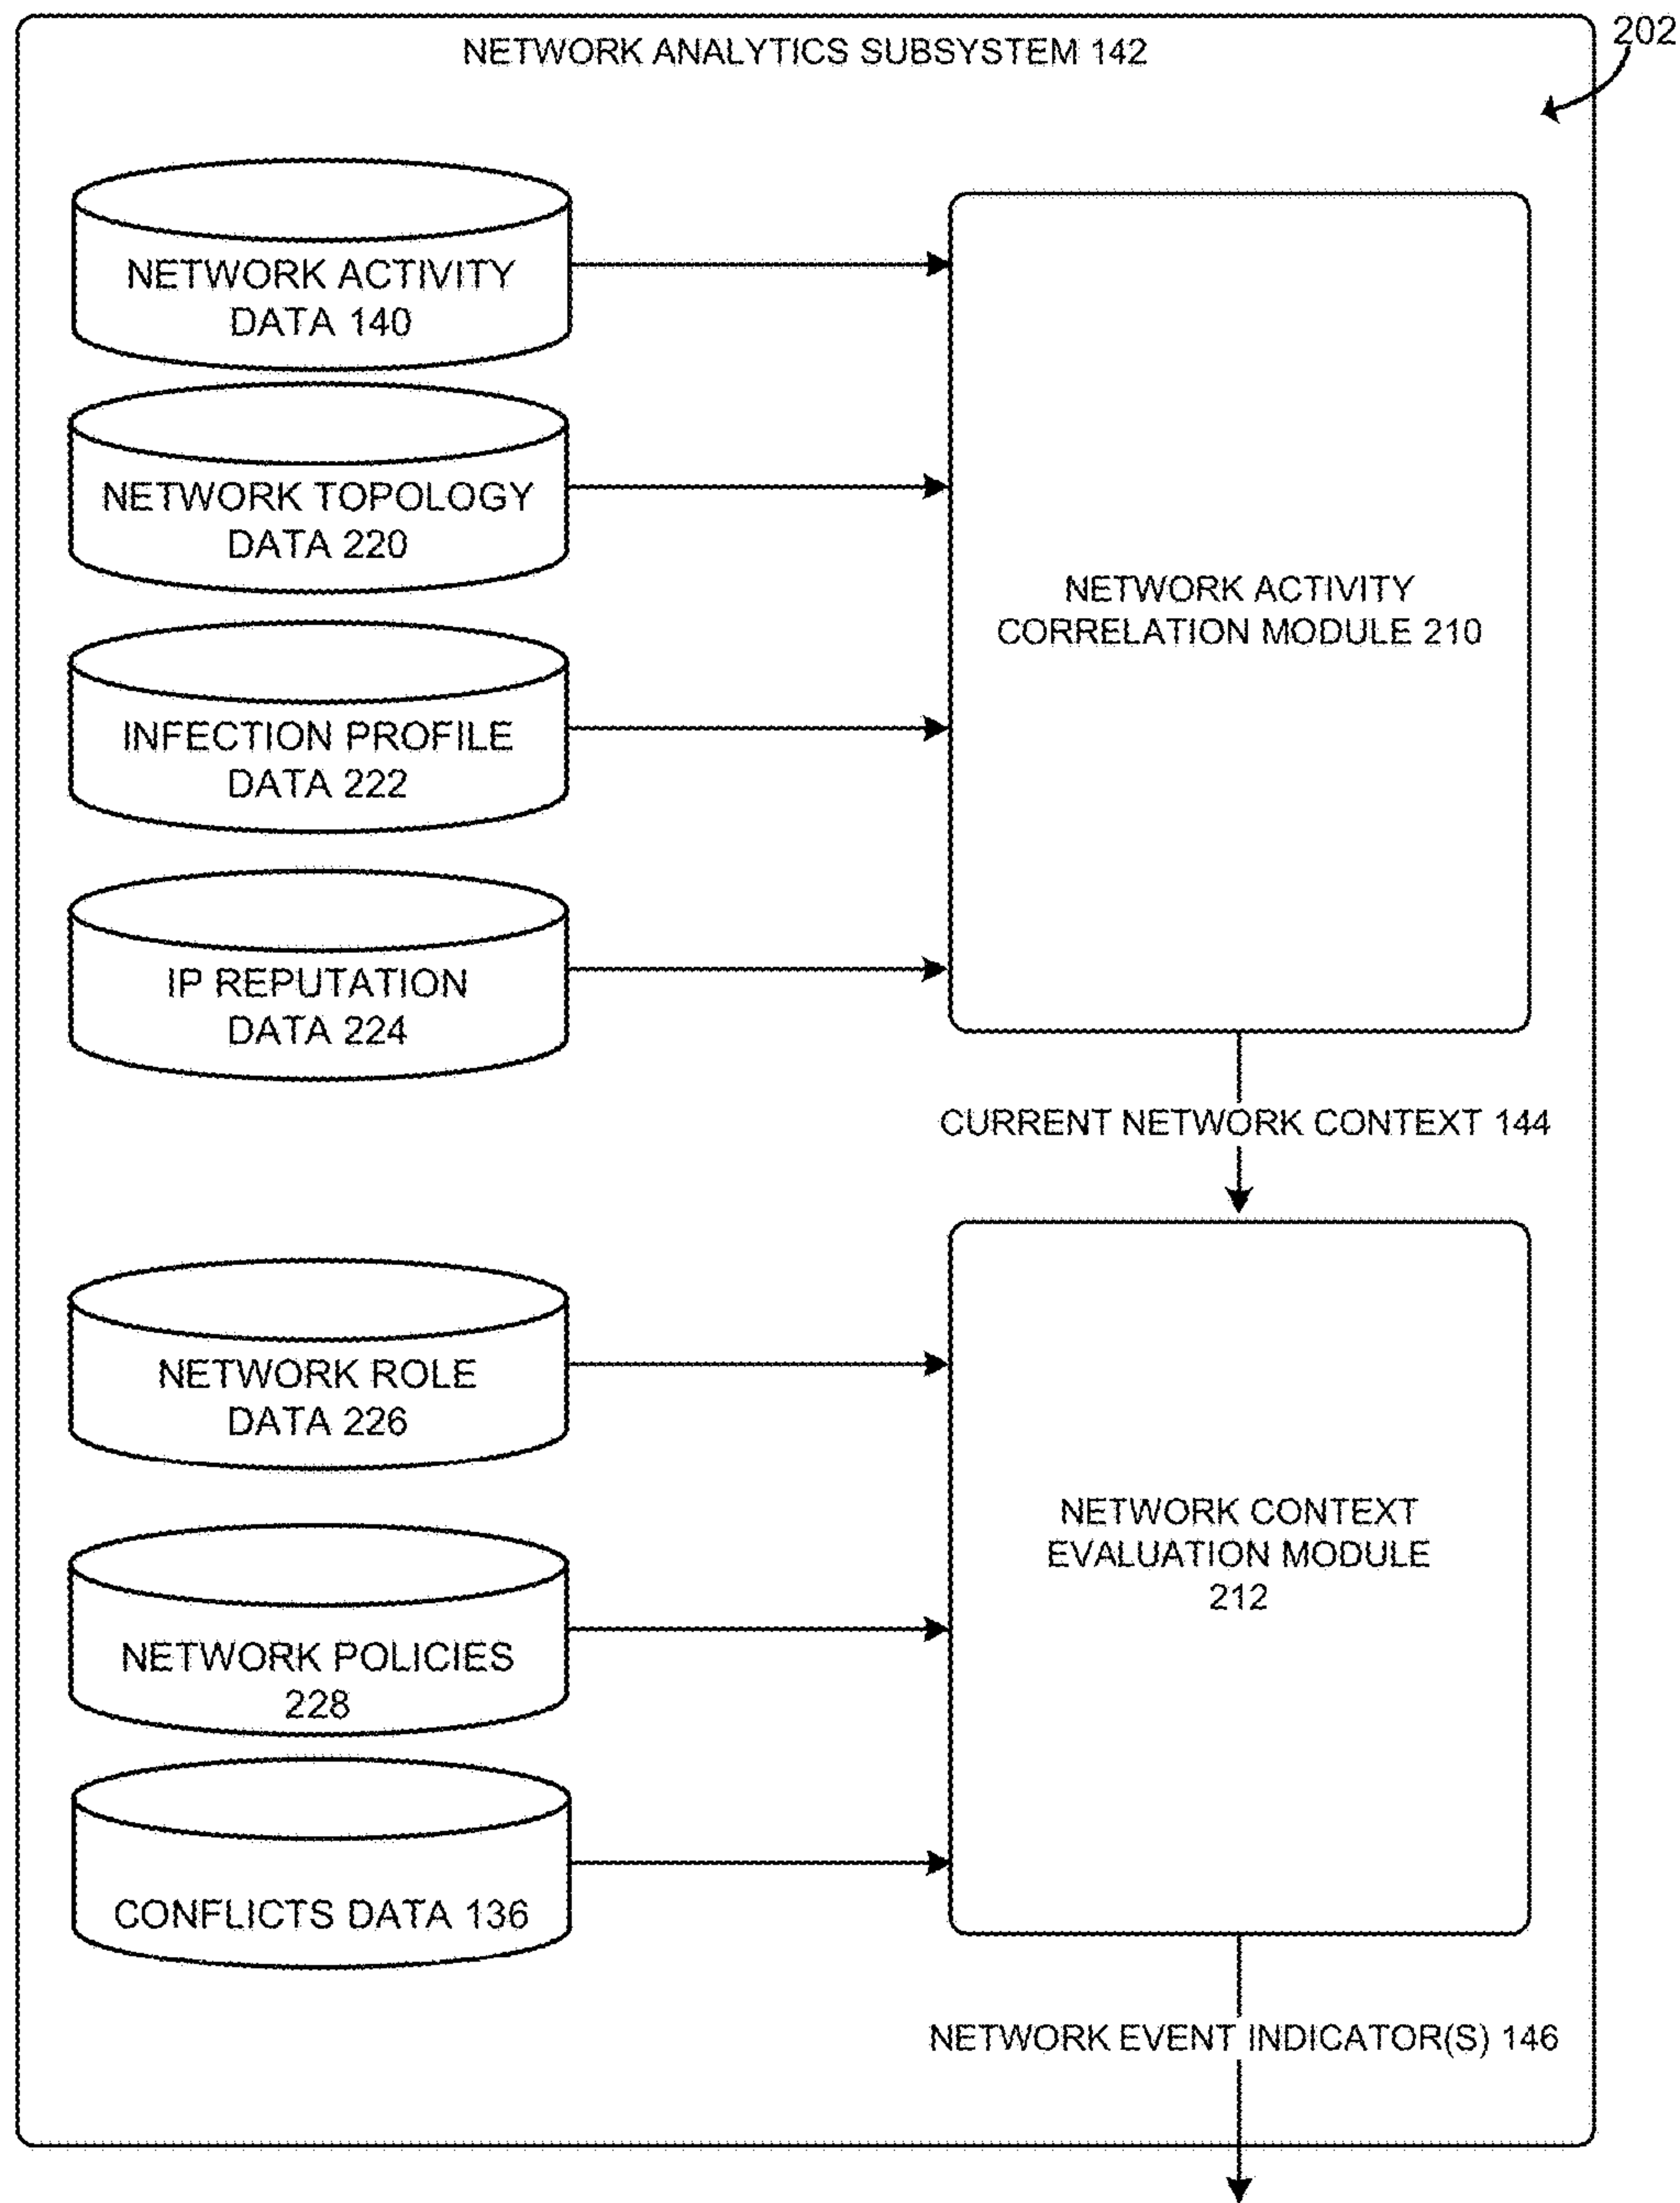 202
NETWORK ANALYTICS SUBSYSTEM 142
NETWORK ACTIVITY
DATA 140
NETWORK TOPOLOGY
DATA 220
INFECTION PROFILE
DATA 222
IP REPUTATION
DATA 224
NETWORK ACTIVITY
CORRELATION MODULE 210
CURRENT NETWORK CONTEXT 144
NETWORK ROLE
DATA 226
NETWORK POLICIES
228
CONFLICTS DATA 136
NETWORK CONTEXT
EVALUATION MODULE
212
NETWORK EVENT INDICATOR(S) 146